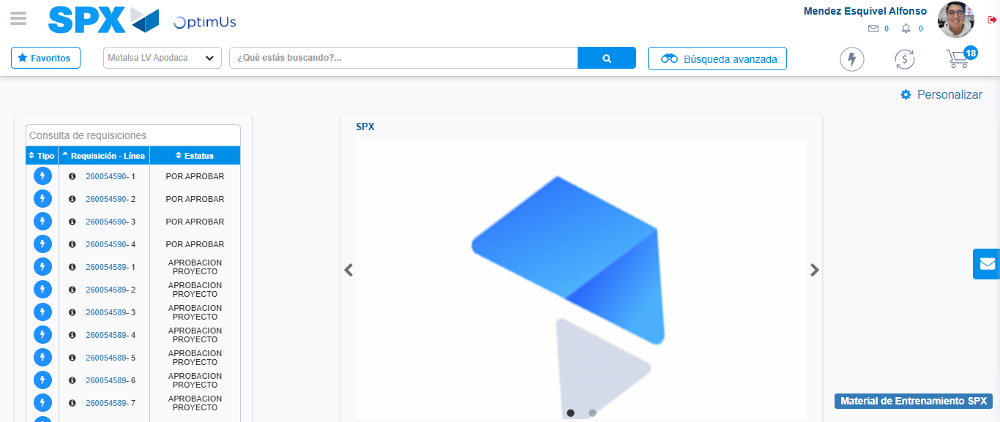 SPX OptimUs
Mendez Esquivel Alfonso
0 0
Favoritos
Metalsa LV Apodaca
¿Qué estás buscando?...
Búsqueda avanzada
$
18
Personalizar
Consulta de requisiciones
Tipo Requisición - Línea Estatus
260054590- 1 POR APROBAR
260054590- 2 POR APROBAR
260054590- 3 POR APROBAR
260054590- 4 POR APROBAR
260054589- 1 APROBACION PROYECTO
260054589- 2 APROBACION PROYECTO
260054589- 3 APROBACION PROYECTO
260054589- 4 APROBACION PROYECTO
260054589- 5 APROBACION PROYECTO
260054589- 6 APROBACION PROYECTO
260054589- 7 APROBACION PROYECTO
SPX
Material de Entrenamiento SPX